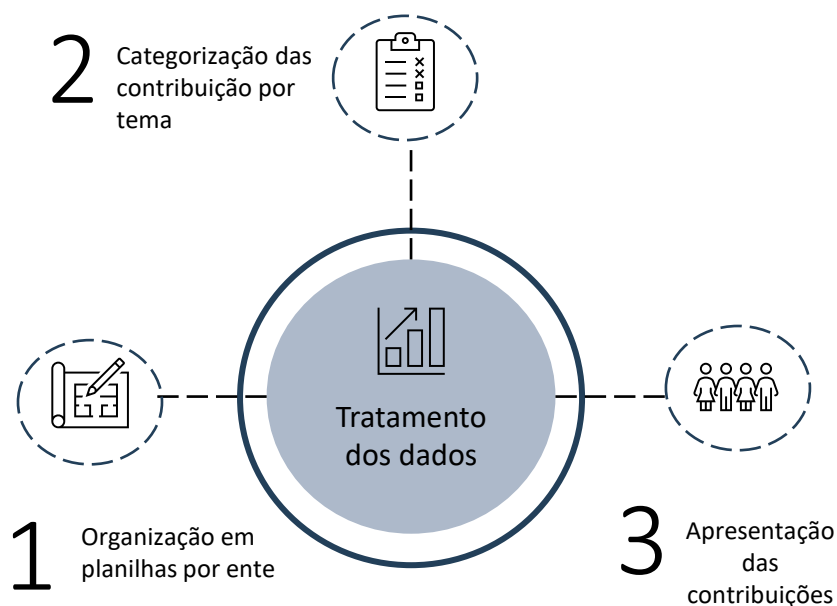 2
Categorização das
contribuição por
tema
Tratamento
dos dados
1
Organização em
planilhas por ente
3
Apresentação
das
contribuições